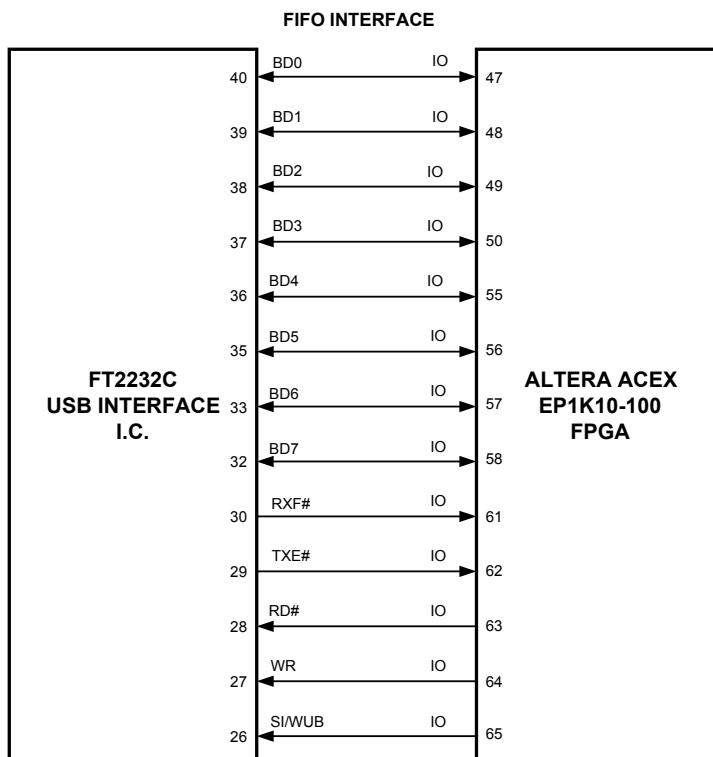 FIFO INTERFACE
40 BD0 IO 47
39 BD1 IO 48
38 BD2 IO 49
37 BD3 IO 50
36 BD4 IO 55
35 BD5 IO 56
FT2232C
USB INTERFACE
I.C.
ALTERA ACEX
EP1K10-100
FPGA
33 BD6 IO 57
32 BD7 IO 58
30 RXF# IO 61
29 TXE# IO 62
28 RD# IO 63
27 WR IO 64
26 SI/WUB IO 65